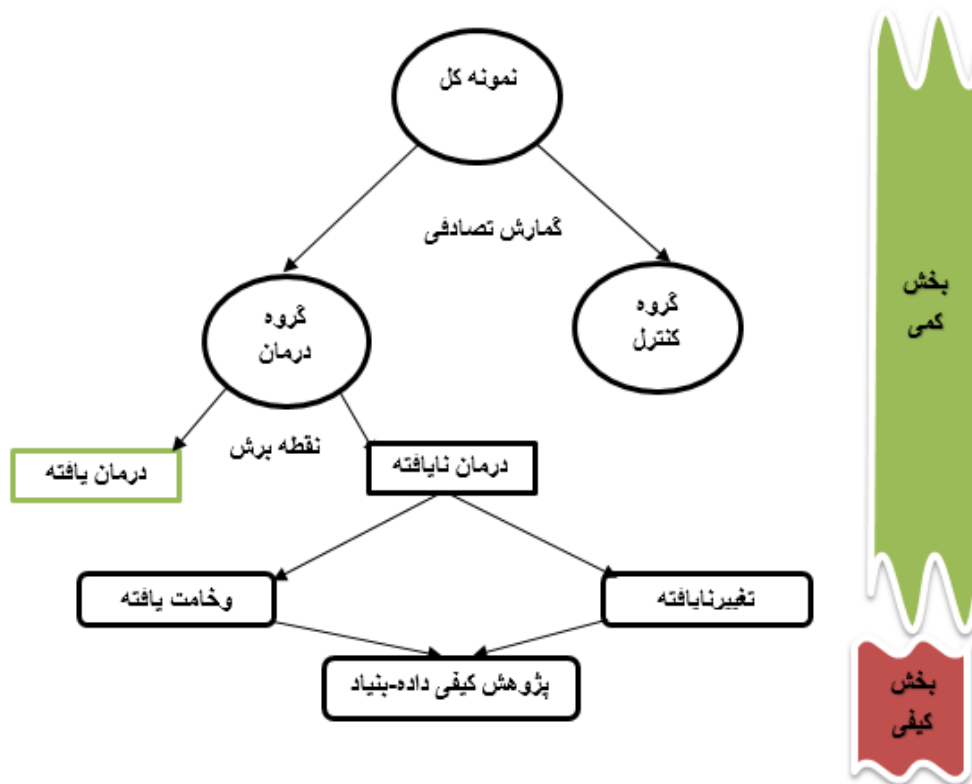 نمونه کل
گمارش تصادفی
گروه
کنترل
گروه
درمان
نقطه برش
درمان نایافته
درمان یافته
تغییرنایافته
وخامت یافته
پژوهش کیفی داده-بنیاد
بخش
کمی
بخش
کیفی